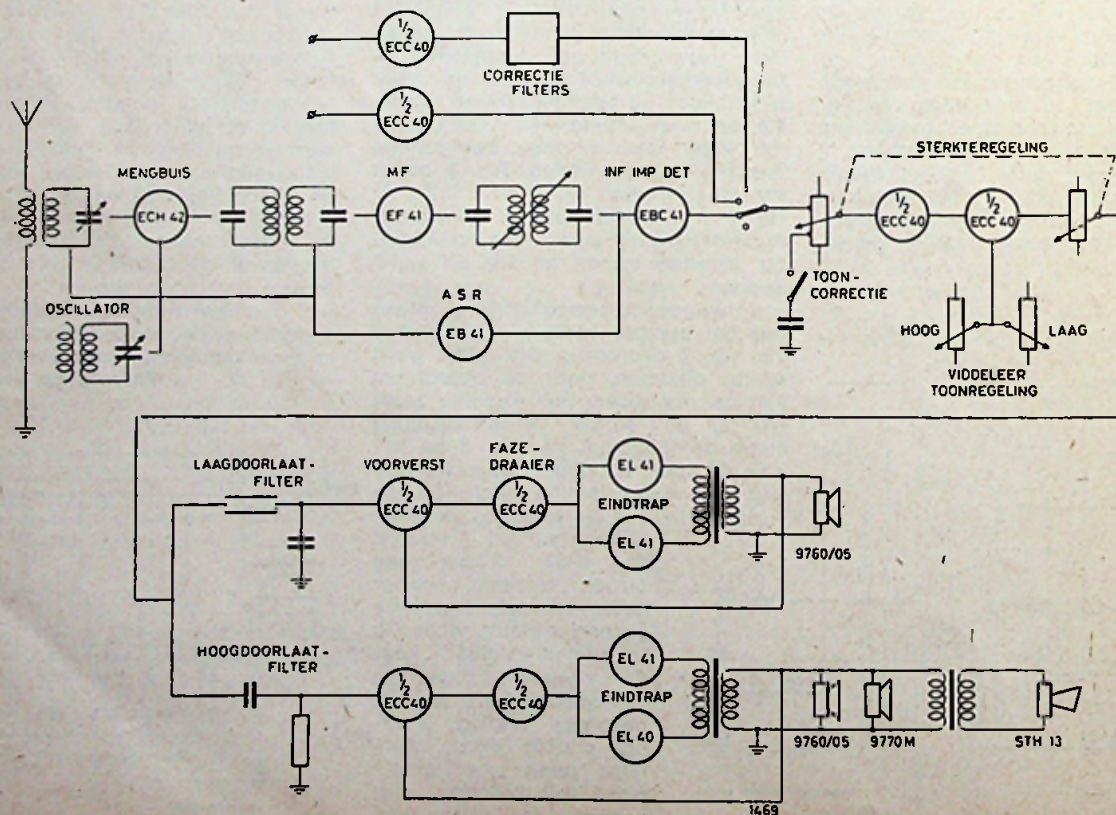 1/2
ECC 40
CORRECTIE
FILTERS
1/2
ECC 40
STERKTEREGELING
MENGBUIS
MF
INF IMP DET
ECH 42
EF 41
EBC 41
1/2
ECC 40
1/2
ECC 40
TOON-
CORRECTIE
OSCILLATOR
A S R
EB 41
HOOG
LAAG
VIDDELEER
TOONREGELING
LAAGDOORLAAT-
FILTER
VOORVERST
FAZE-
DRAAIER
1/2
ECC 40
1/2
ECC 40
EL 41
EINDTRAP
EL 41
9760/05
HOOGDOORLAAT-
FILTER
1/2
ECC 40
1/2
ECC 40
EL 41
EINDTRAP
EL 40
9760/05
9770 M
STH 13
1469